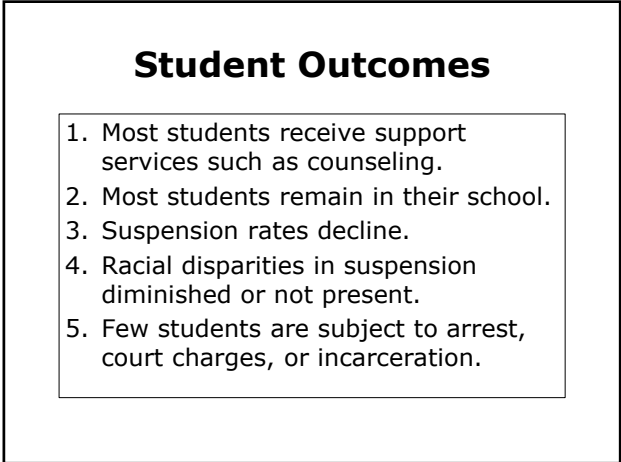 Student Outcomes
1. Most students receive support
services such as counseling.
2. Most students remain in their school.
3. Suspension rates decline.
4. Racial disparities in suspension
diminished or not present.
5. Few students are subject to arrest,
court charges, or incarceration.